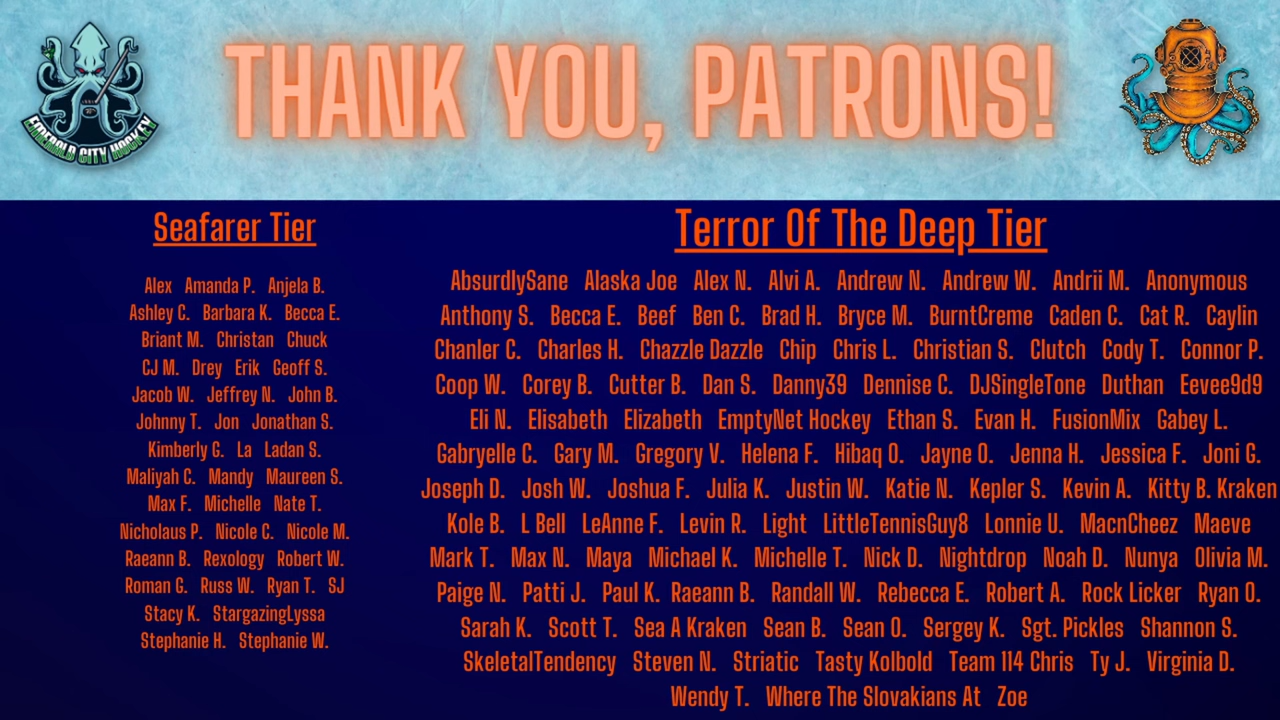 THANK YOU, PATRONS!
EMERALD CITY HOCKEY
Seafarer Tier
Alex Amanda P. Anjela B.
Ashley C. Barbara K. Becca E.
Briant M. Christan Chuck
CJ M. Drey Erik Geoff S.
Jacob W. Jeffrey N. John B.
Johnny T. Jon Jonathan S.
Kimberly G. La Ladan S.
Maliyah C. Mandy Maureen S.
Max F. Michelle Nate T.
Nicholaus P. Nicole C. Nicole M.
Raeann B. Rexology Robert W.
Roman G. Russ W. Ryan T. SJ
Stacy K. StargazingLyssa
Stephanie H. Stephanie W.
Terror Of The Deep Tier
AbsurdlySane Alaska Joe Alex N. Alvi A. Andrew N. Andrew W. Andrii M. Anonymous
Anthony S. Becca E. Beef Ben C. Brad H. Bryce M. BurntCreme Caden C. Cat R. Caylin
Chanler C. Charles H. Chazzle Dazzle Chip Chris L. Christian S. Clutch Cody T. Connor P.
Coop W. Corey B. Cutter B. Dan S. Danny39 Dennise C. DJSingleTone Duthan Eevee9d9
Eli N. Elisabeth Elizabeth EmptyNet Hockey Ethan S. Evan H. FusionMix Gabey L.
Gabryelle C. Gary M. Gregory V. Helena F. Hibaq O. Jayne O. Jenna H. Jessica F. Joni G.
Joseph D. Josh W. Joshua F. Julia K. Justin W. Katie N. Kepler S. Kevin A. Kitty B. Kraken
Kole B. L Bell LeAnne F. Levin R. Light LittleTennisGuy8 Lonnie U. MacnCheez Maeve
Mark T. Max N. Maya Michael K. Michelle T. Nick D. Nightdrop Noah D. Nunya Olivia M.
Paige N. Patti J. Paul K. Raeann B. Randall W. Rebecca E. Robert A. Rock Licker Ryan O.
Sarah K. Scott T. Sea A Kraken Sean B. Sean O. Sergey K. Sgt. Pickles Shannon S.
SkeletalTendency Steven N. Striatic Tasty Kolbold Team 114 Chris Ty J. Virginia D.
Wendy T. Where The Slovakians At Zoe